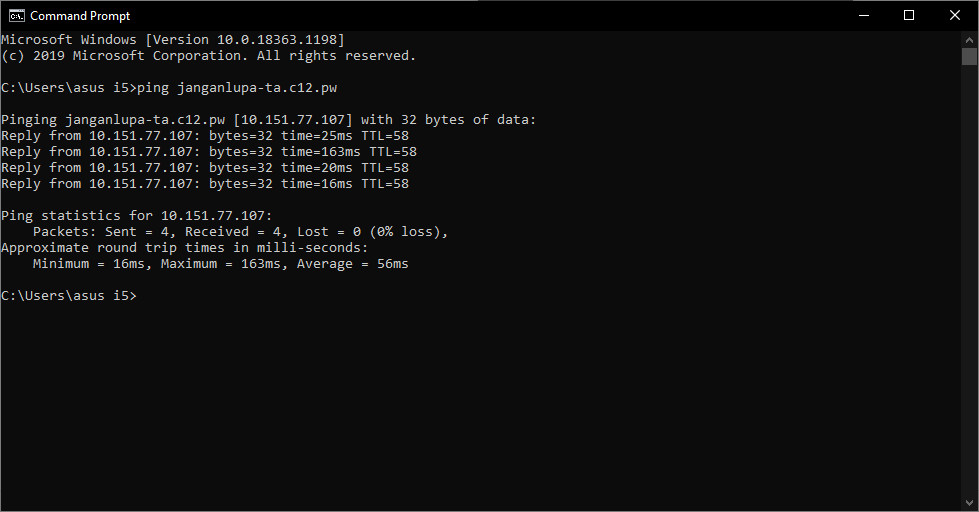 Command Prompt
Microsoft Windows [Version 10.0.18363.1198]
(c) 2019 Microsoft Corporation. All rights reserved.
C:\Users\asus i5>ping janganlupa-ta.c12.pw
Pinging janganlupa-ta.c12.pw [10.151.77.107] with 32 bytes of data:
Reply from 10.151.77.107: bytes=32 time=25ms TTL=58
Reply from 10.151.77.107: bytes=32 time=163ms TTL=58
Reply from 10.151.77.107: bytes=32 time=20ms TTL=58
Reply from 10.151.77.107: bytes=32 time=16ms TTL=58
Ping statistics for 10.151.77.107:
    Packets: Sent = 4, Received = 4, Lost = 0 (0% loss),
Approximate round trip times in milli-seconds:
    Minimum = 16ms, Maximum = 163ms, Average = 56ms
C:\Users\asus i5>